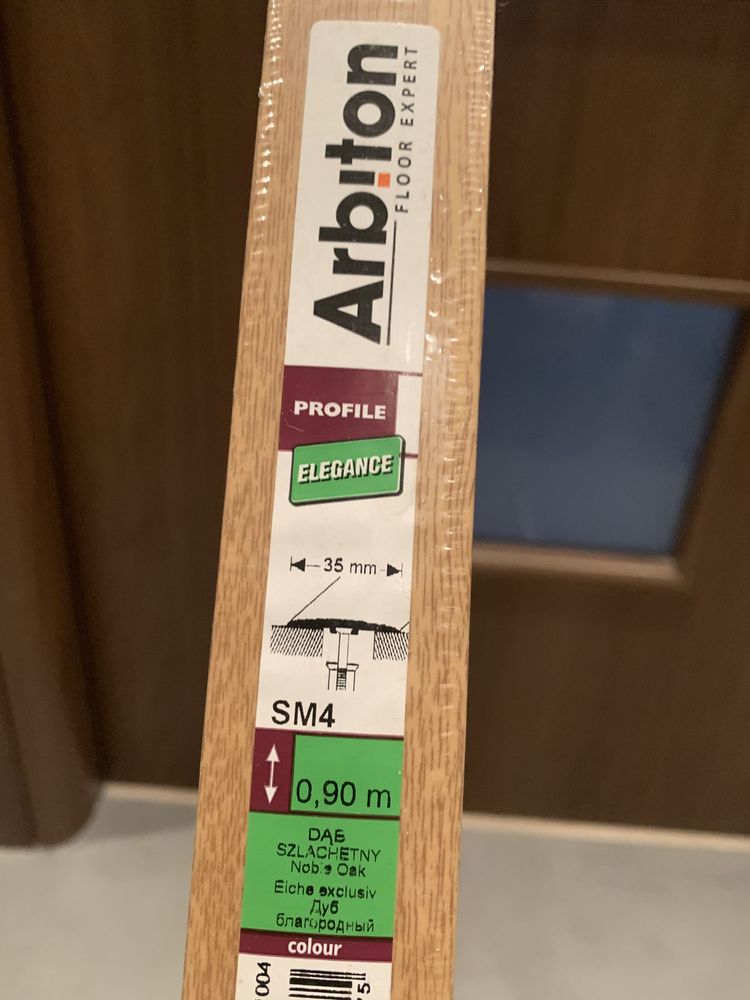 Arbiton
FLOOR EXPERT
PROFILE
ELEGANCE
35 mm
SM4
0,90 m
DĄB
SZLACHETNY
Noble Oak
Eiche exclusiv
Дуб
благородный
colour